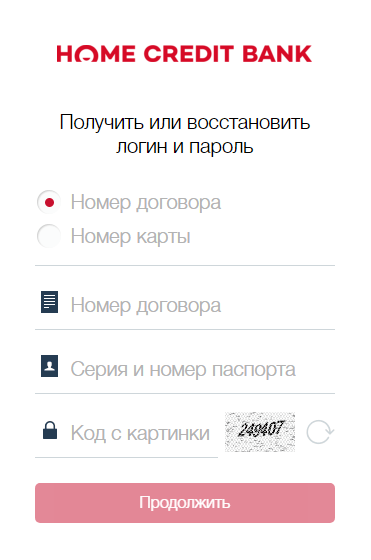 HOME CREDIT BANK
Получить или восстановить
логин и пароль
Номер договора
Номер карты
Номер договора
Серия и номер паспорта
Код с картинки 249407
Продолжить